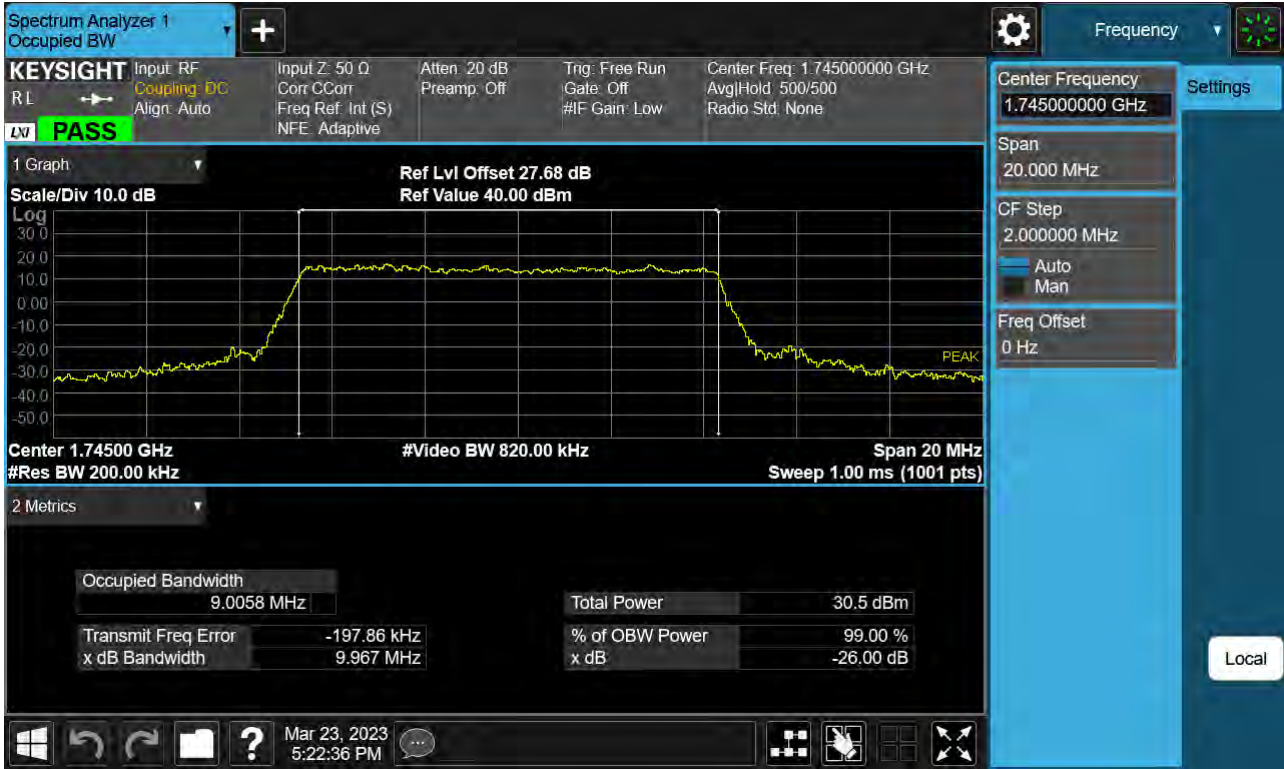 Spectrum Analyzer 1
Occupied BW
Frequency
KEYSIGHT
R L
LXI
PASS
Input: RF
Coupling: DC
Align: Auto
Input Z: 50 Ω
Corr CCorr
Freq Ref: Int (S)
NFE: Adaptive
Atten: 20 dB
Preamp: Off
Trig: Free Run
Gate: Off
#IF Gain: Low
Center Freq: 1.745000000 GHz
Avg|Hold: 500/500
Radio Std: None
Center Frequency
1.745000000 GHz
Settings
Span
20.000 MHz
CF Step
2.000000 MHz
Auto
Man
Freq Offset
0 Hz
Local
1 Graph
Scale/Div 10.0 dB
Ref Lvl Offset 27.68 dB
Ref Value 40.00 dBm
Log
30.0
20.0
10.0
0.00
-10.0
-20.0
-30.0
-40.0
-50.0
PEAK
Center 1.74500 GHz
#Video BW 820.00 kHz
Span 20 MHz
#Res BW 200.00 kHz
Sweep 1.00 ms (1001 pts)
2 Metrics
Occupied Bandwidth
9.0058 MHz
Total Power 30.5 dBm
Transmit Freq Error -197.86 kHz
% of OBW Power 99.00 %
x dB Bandwidth 9.967 MHz
x dB -26.00 dB
Mar 23, 2023
5:22:36 PM